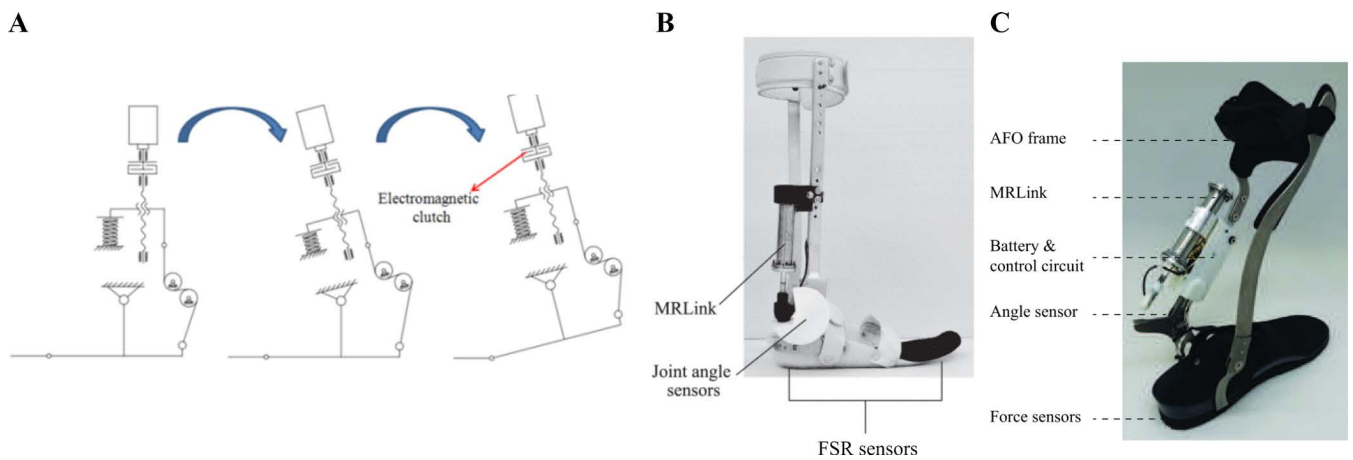 A
Electromagnetic
clutch
B
MRLink
Joint angle
sensors
FSR sensors
C
AFO frame
MRLink
Battery &
control circuit
Angle sensor
Force sensors